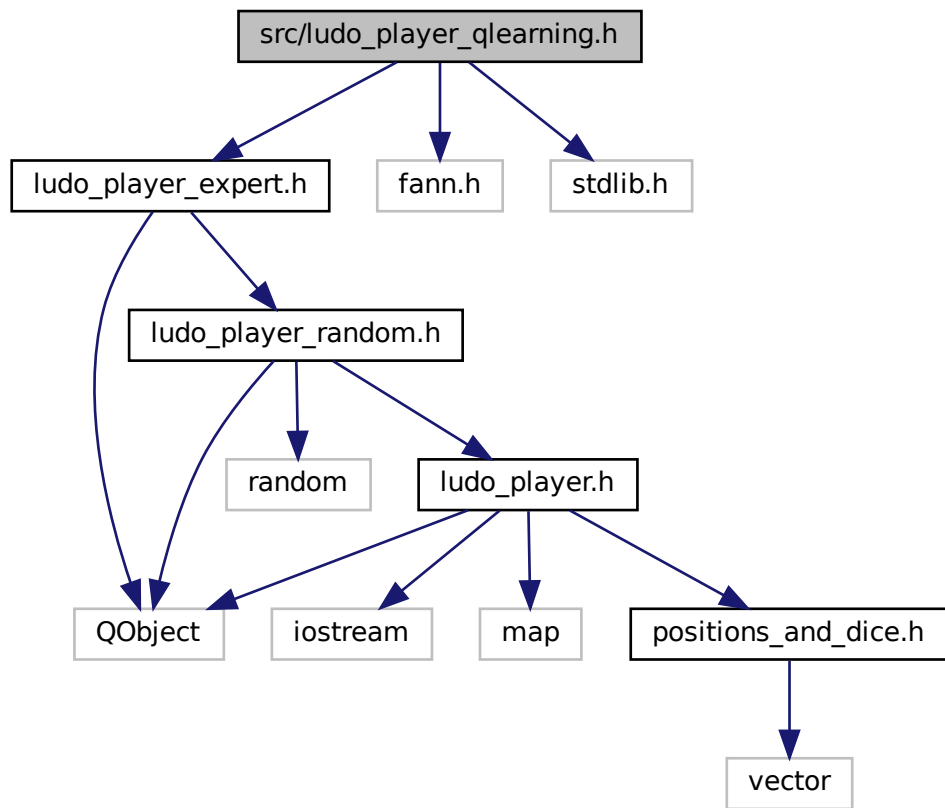 src/ludo_player_qlearning.h
ludo_player_expert.h
fann.h
stdlib.h
ludo_player_random.h
random
ludo_player.h
QObject
iostream
map
positions_and_dice.h
vector